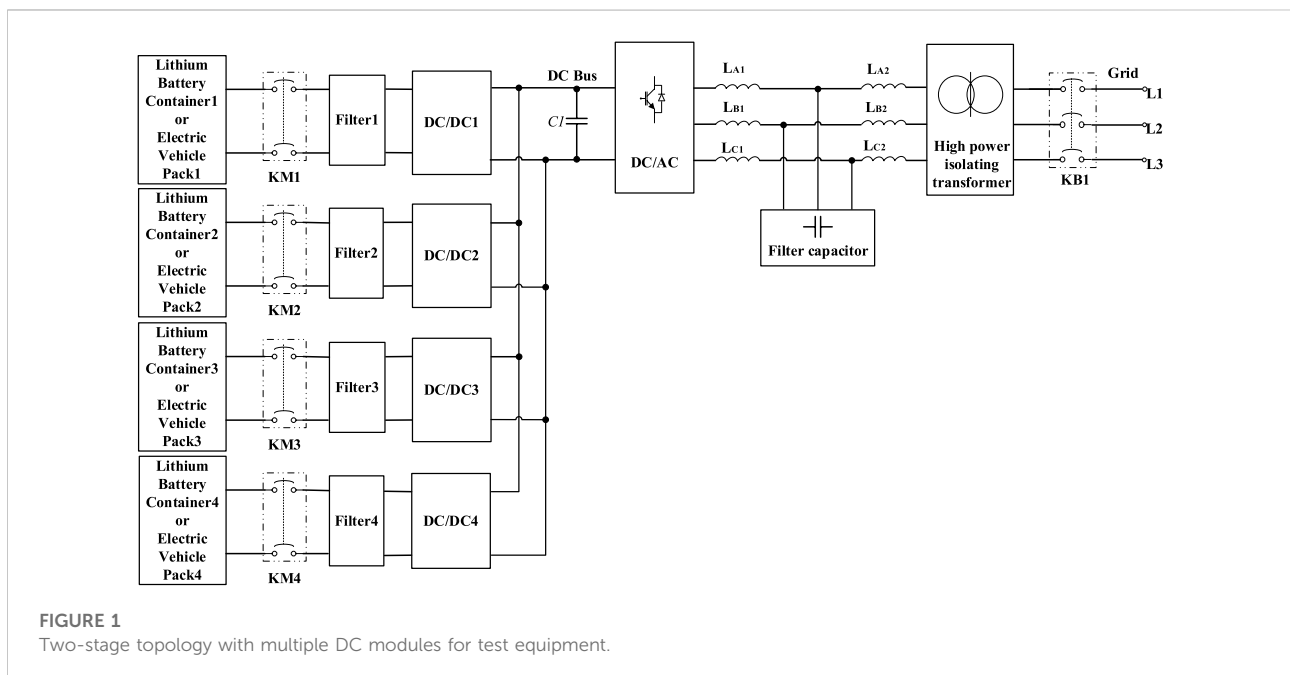 Lithium
Battery
Container1
or
Electric
Vehicle
Pack1
KM1
Filter1
DC/DC1
DC Bus
C1
DC/AC
LA1
LB1
LC1
LA2
LB2
LC2
Filter capacitor
High power
isolating
transformer
KB1
Grid
L1
L2
L3
Lithium
Battery
Container2
or
Electric
Vehicle
Pack2
KM2
Filter2
DC/DC2
Lithium
Battery
Container3
or
Electric
Vehicle
Pack3
KM3
Filter3
DC/DC3
Lithium
Battery
Container4
or
Electric
Vehicle
Pack4
KM4
Filter4
DC/DC4
FIGURE 1
Two-stage topology with multiple DC modules for test equipment.